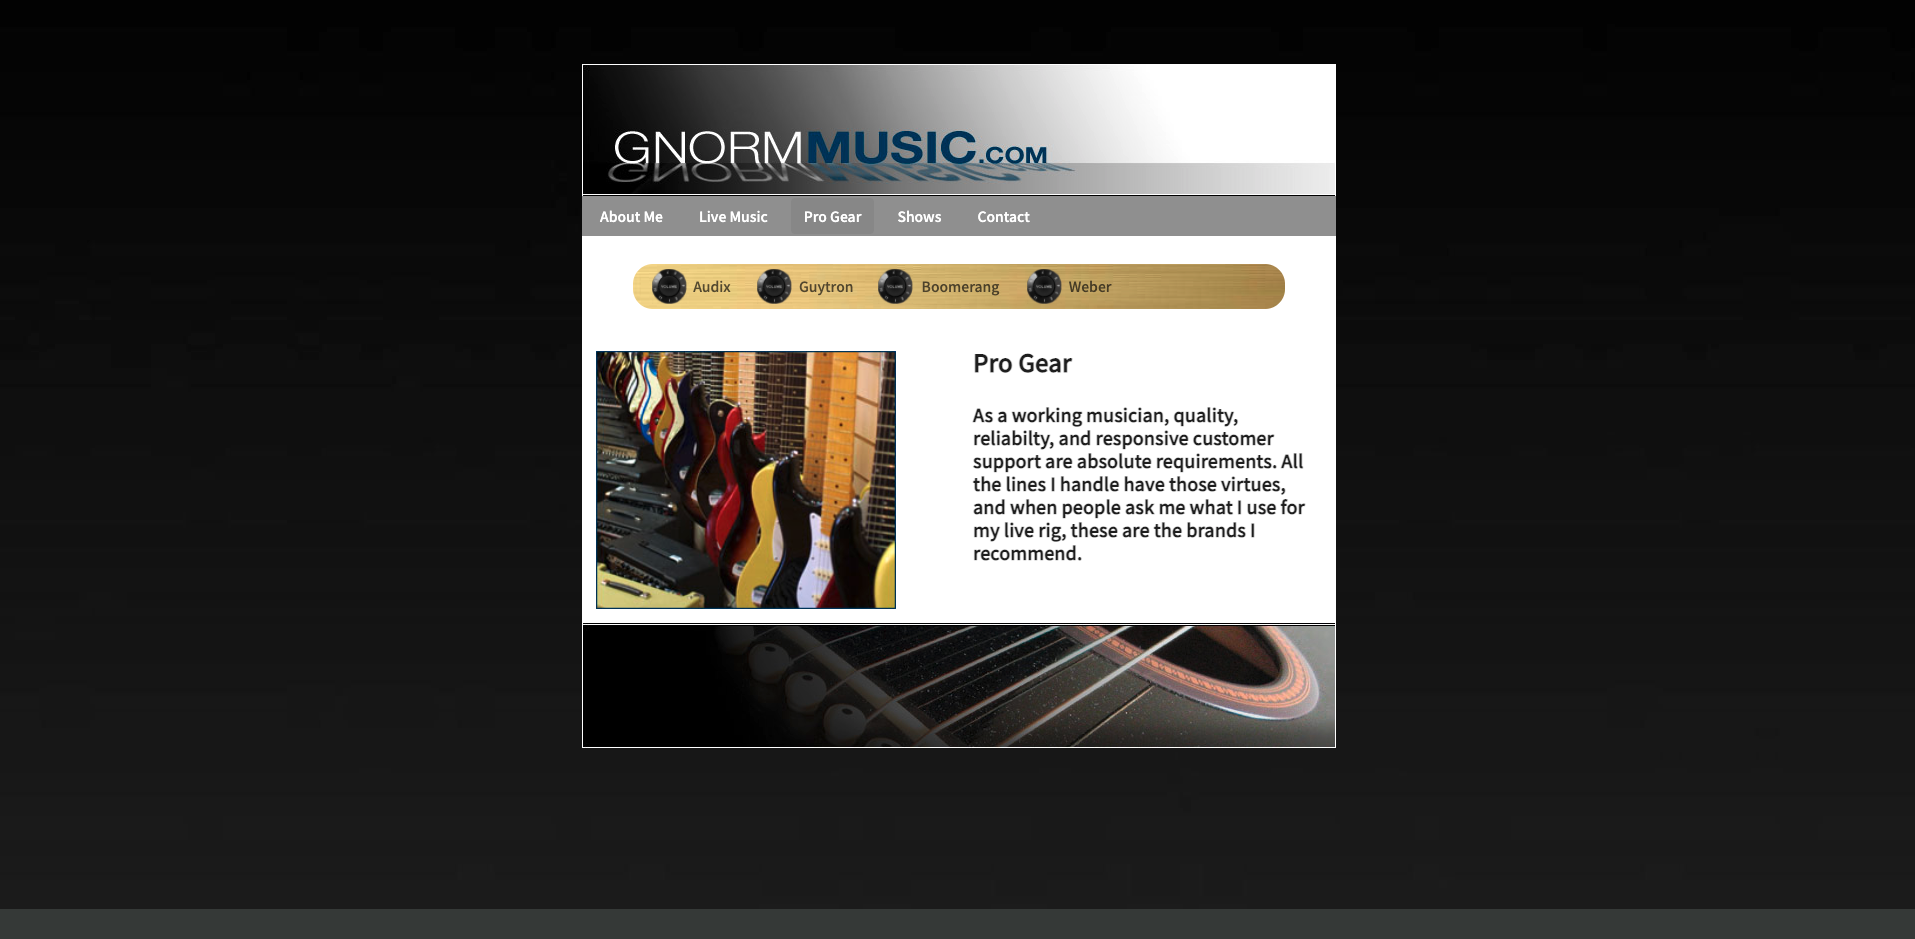 GNORMMUSIC.COM
About Me Live Music Pro Gear Shows Contact
Audix Guytron Boomerang Weber
Pro Gear
As a working musician, quality,
reliabilty, and responsive customer
support are absolute requirements. All
the lines I handle have those virtues,
and when people ask me what I use for
my live rig, these are the brands I
recommend.